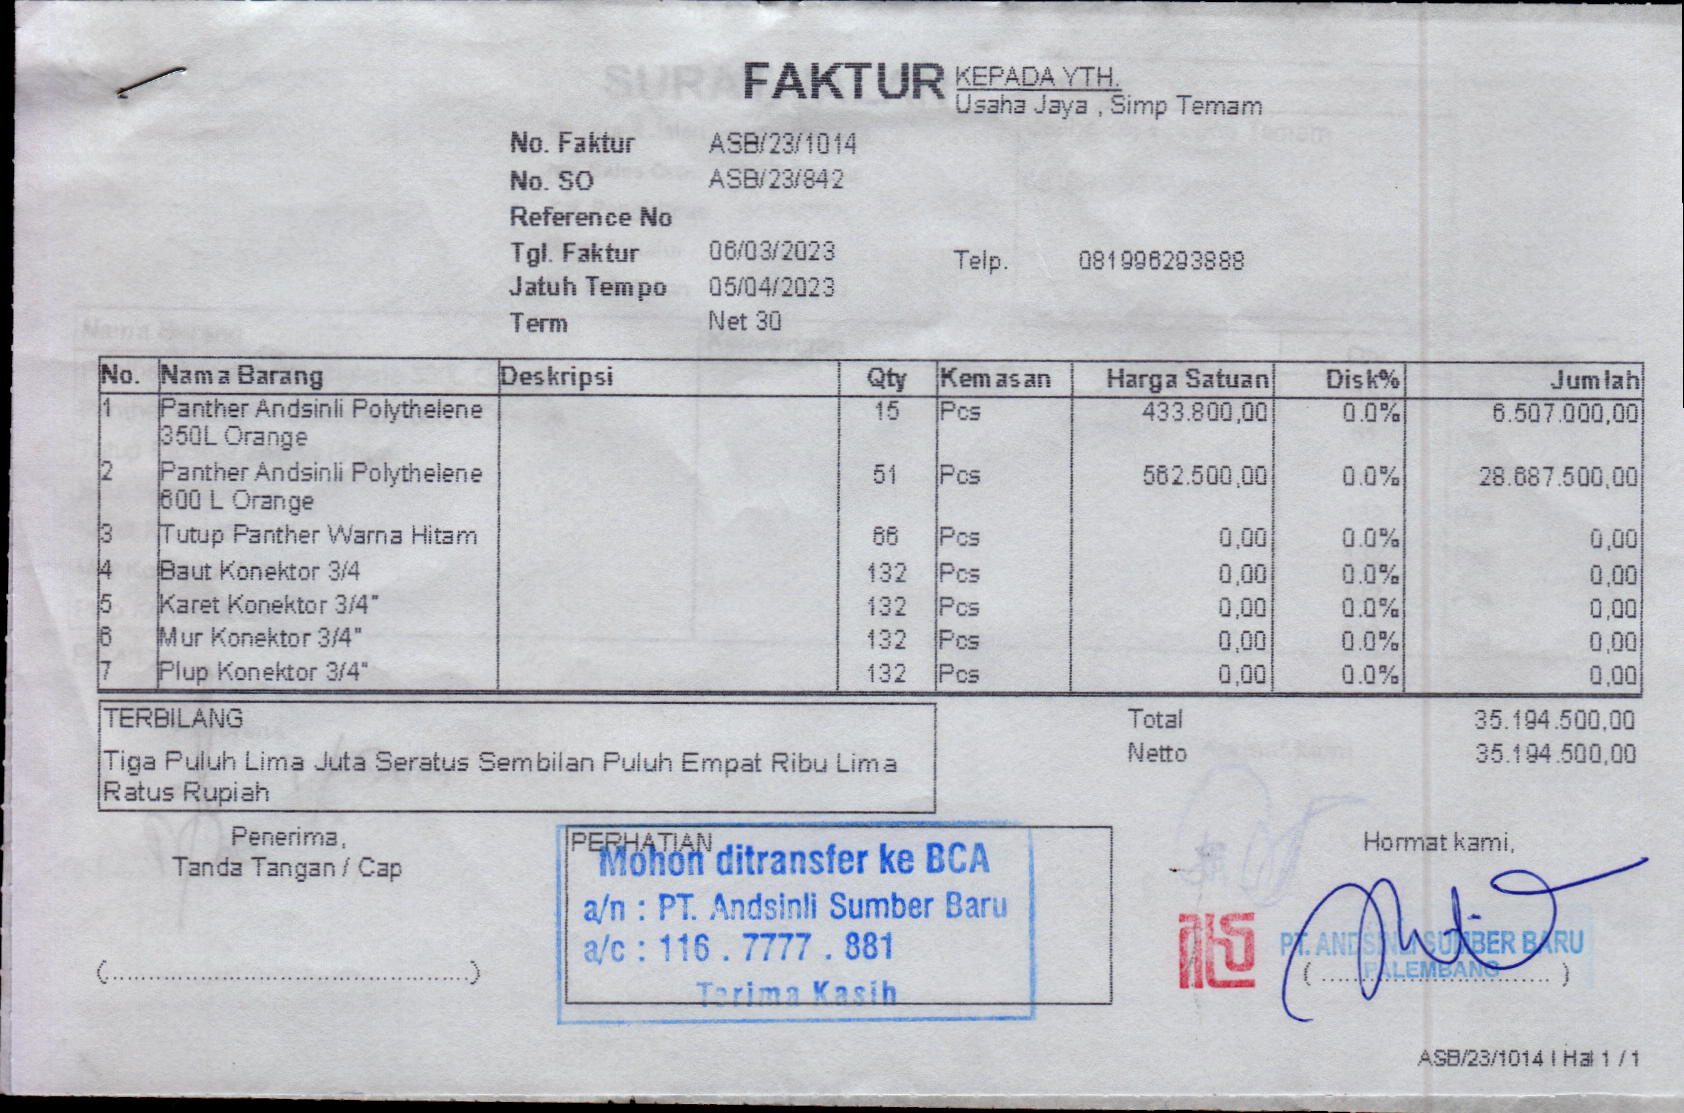 FAKTUR
KEPADA YTH.
Usaha Jaya , Simp Temam
No. Faktur ASB/23/1014
No. SO ASB/23/842
Reference No
Tgl. Faktur 06/03/2023
Telp. 081996293888
Jatuh Tempo 05/04/2023
Term Net 30
No. Nama Barang Deskripsi Qty Kemasan Harga Satuan Disk% Jumlah
1 Panther Andsinli Polythelene 15 Pcs 433.800,00 0.0% 6.507.000,00
350L Orange
2 Panther Andsinli Polythelene 51 Pcs 562.500,00 0.0% 28.687.500,00
600 L Orange
3 Tutup Panther Warna Hitam 66 Pcs 0,00 0.0% 0,00
4 Baut Konektor 3/4 132 Pcs 0,00 0.0% 0,00
5 Karet Konektor 3/4" 132 Pcs 0,00 0.0% 0,00
6 Mur Konektor 3/4" 132 Pcs 0,00 0.0% 0,00
7 Plup Konektor 3/4" 132 Pcs 0,00 0.0% 0,00
TERBILANG
Tiga Puluh Lima Juta Seratus Sembilan Puluh Empat Ribu Lima
Ratus Rupiah
Total 35.194.500,00
Netto 35.194.500,00
Penerima,
Tanda Tangan / Cap
(................................................)
PERHATIAN
Mohon ditransfer ke BCA
a/n : PT. Andsinli Sumber Baru
a/c : 116 . 7777 . 881
Terima Kasih
Hormat kami,
PT. ANDSINLI SUMBER BARU
PALEMBANG
(................................)
ASB/23/1014 | Hal 1 / 1